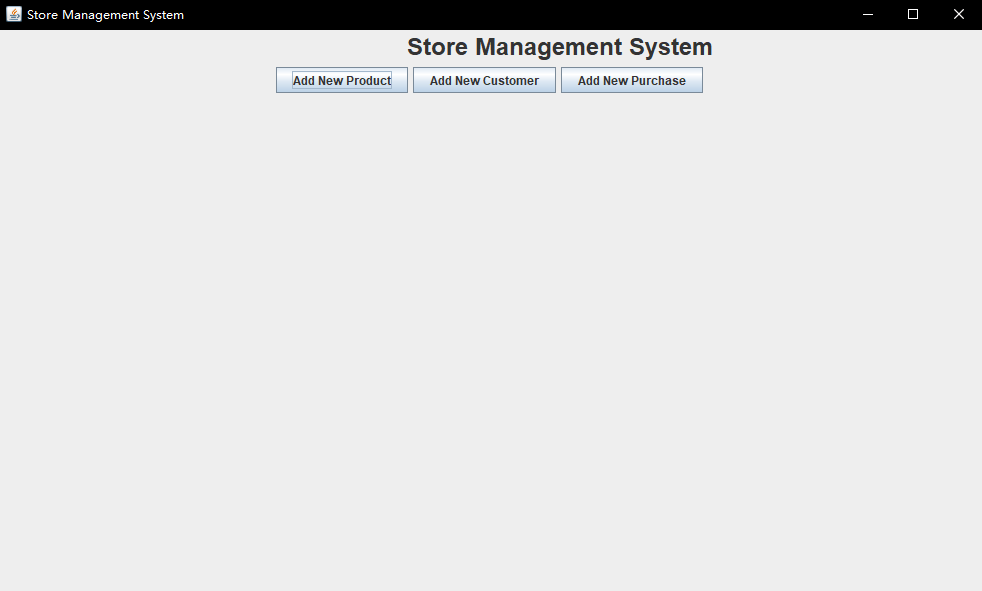 Store Management System
Store Management System
Add New Product Add New Customer Add New Purchase